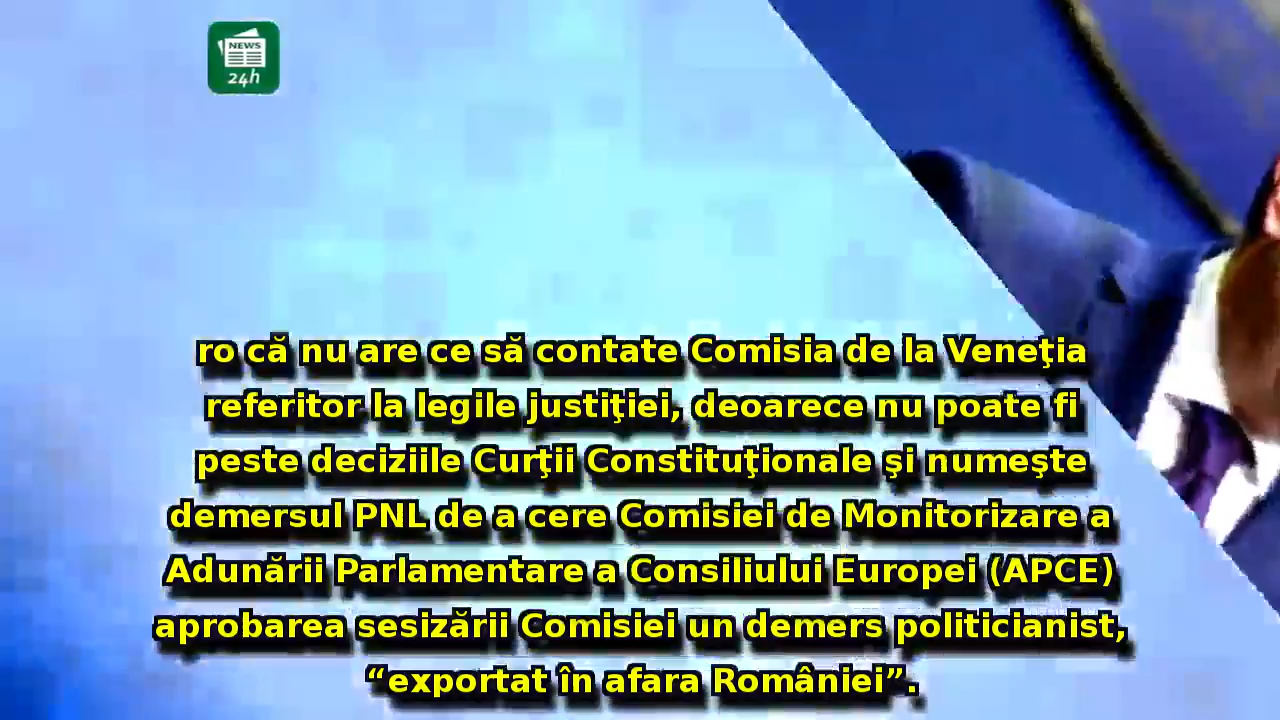 NEWS
24h
ro că nu are ce să contate Comisia de la Veneţia
referitor la legile justiţiei, deoarece nu poate fi
peste deciziile Curţii Constituţionale şi numeşte
demersul PNL de a cere Comisiei de Monitorizare a
Adunării Parlamentare a Consiliului Europei (APCE)
aprobarea sesizării Comisiei un demers politicianist,
“exportat în afara României”.